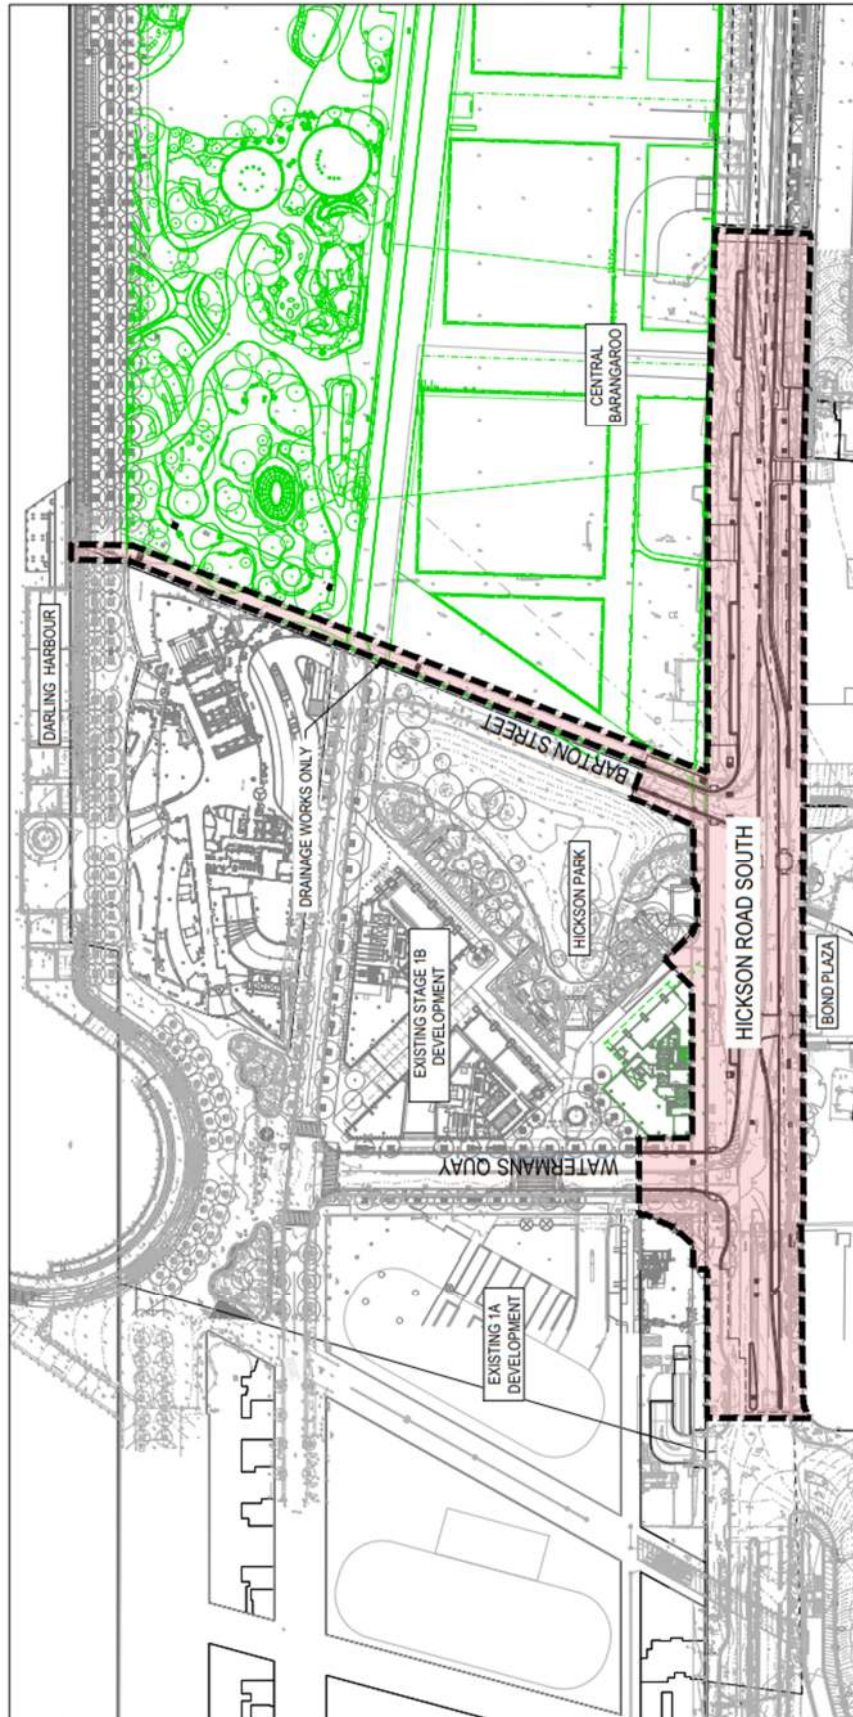 DARLING HARBOUR
DRAINAGE WORKS ONLY
BARTON STREET
CENTRAL
BARANGAROO
HICKSON PARK
EXISTING STAGE 1B
DEVELOPMENT
HICKSON ROAD SOUTH
BOND PLAZA
WATERMANS QUAY
EXISTING 1A
DEVELOPMENT